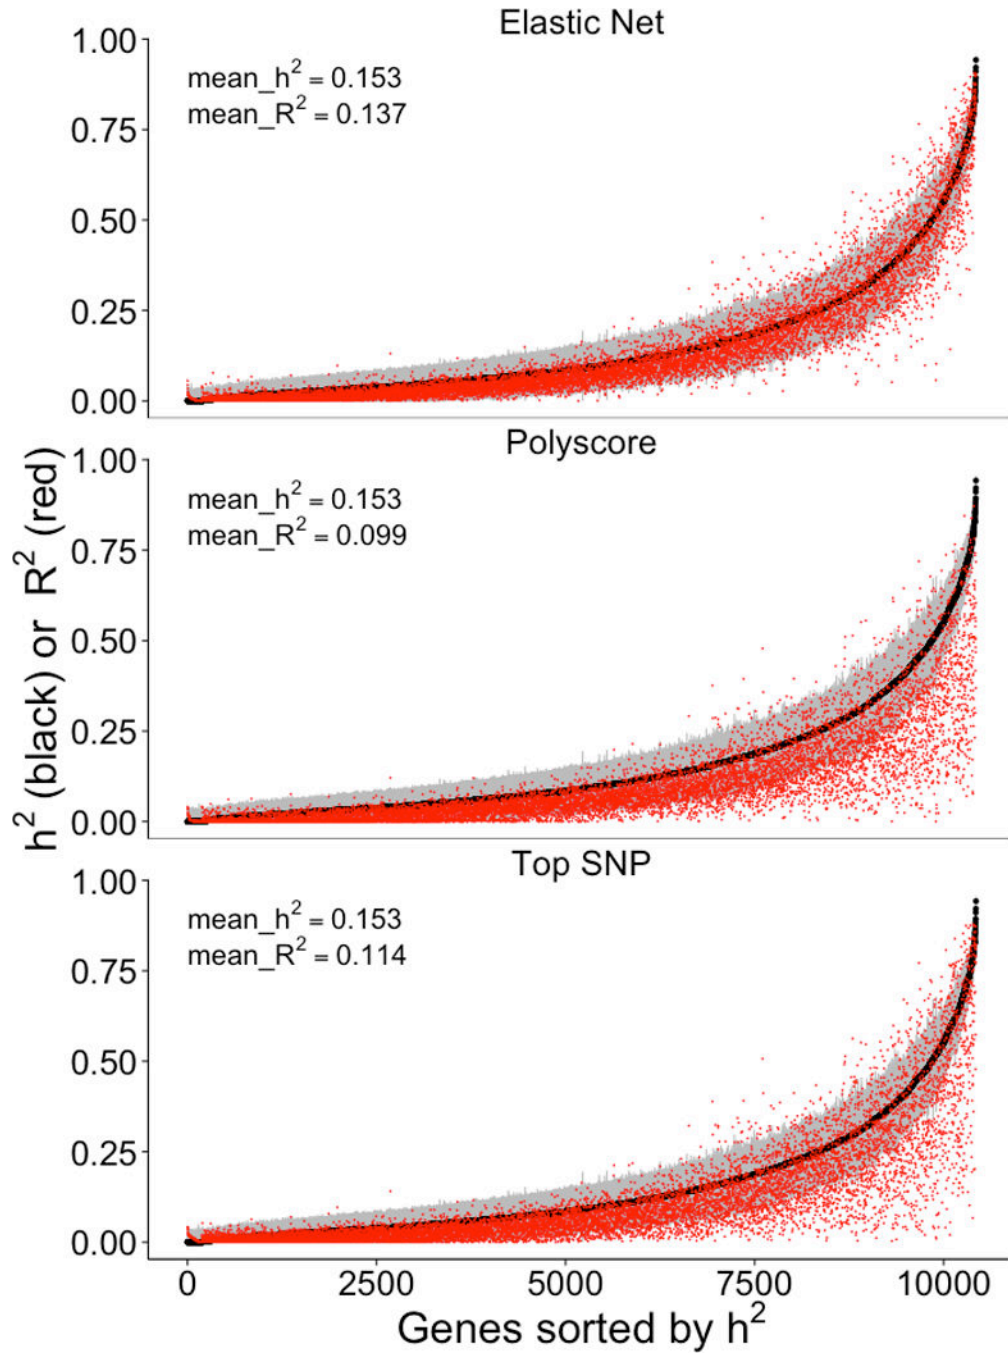 Elastic Net
1.00
mean_h² = 0.153
mean_R² = 0.137
0.75
0.50
0.25
0.00
Polyscore
1.00
mean_h² = 0.153
mean_R² = 0.099
0.75
0.50
0.25
0.00
h² (black) or R² (red)
Top SNP
1.00
mean_h² = 0.153
mean_R² = 0.114
0.75
0.50
0.25
0.00
0 2500 5000 7500 10000
Genes sorted by h²